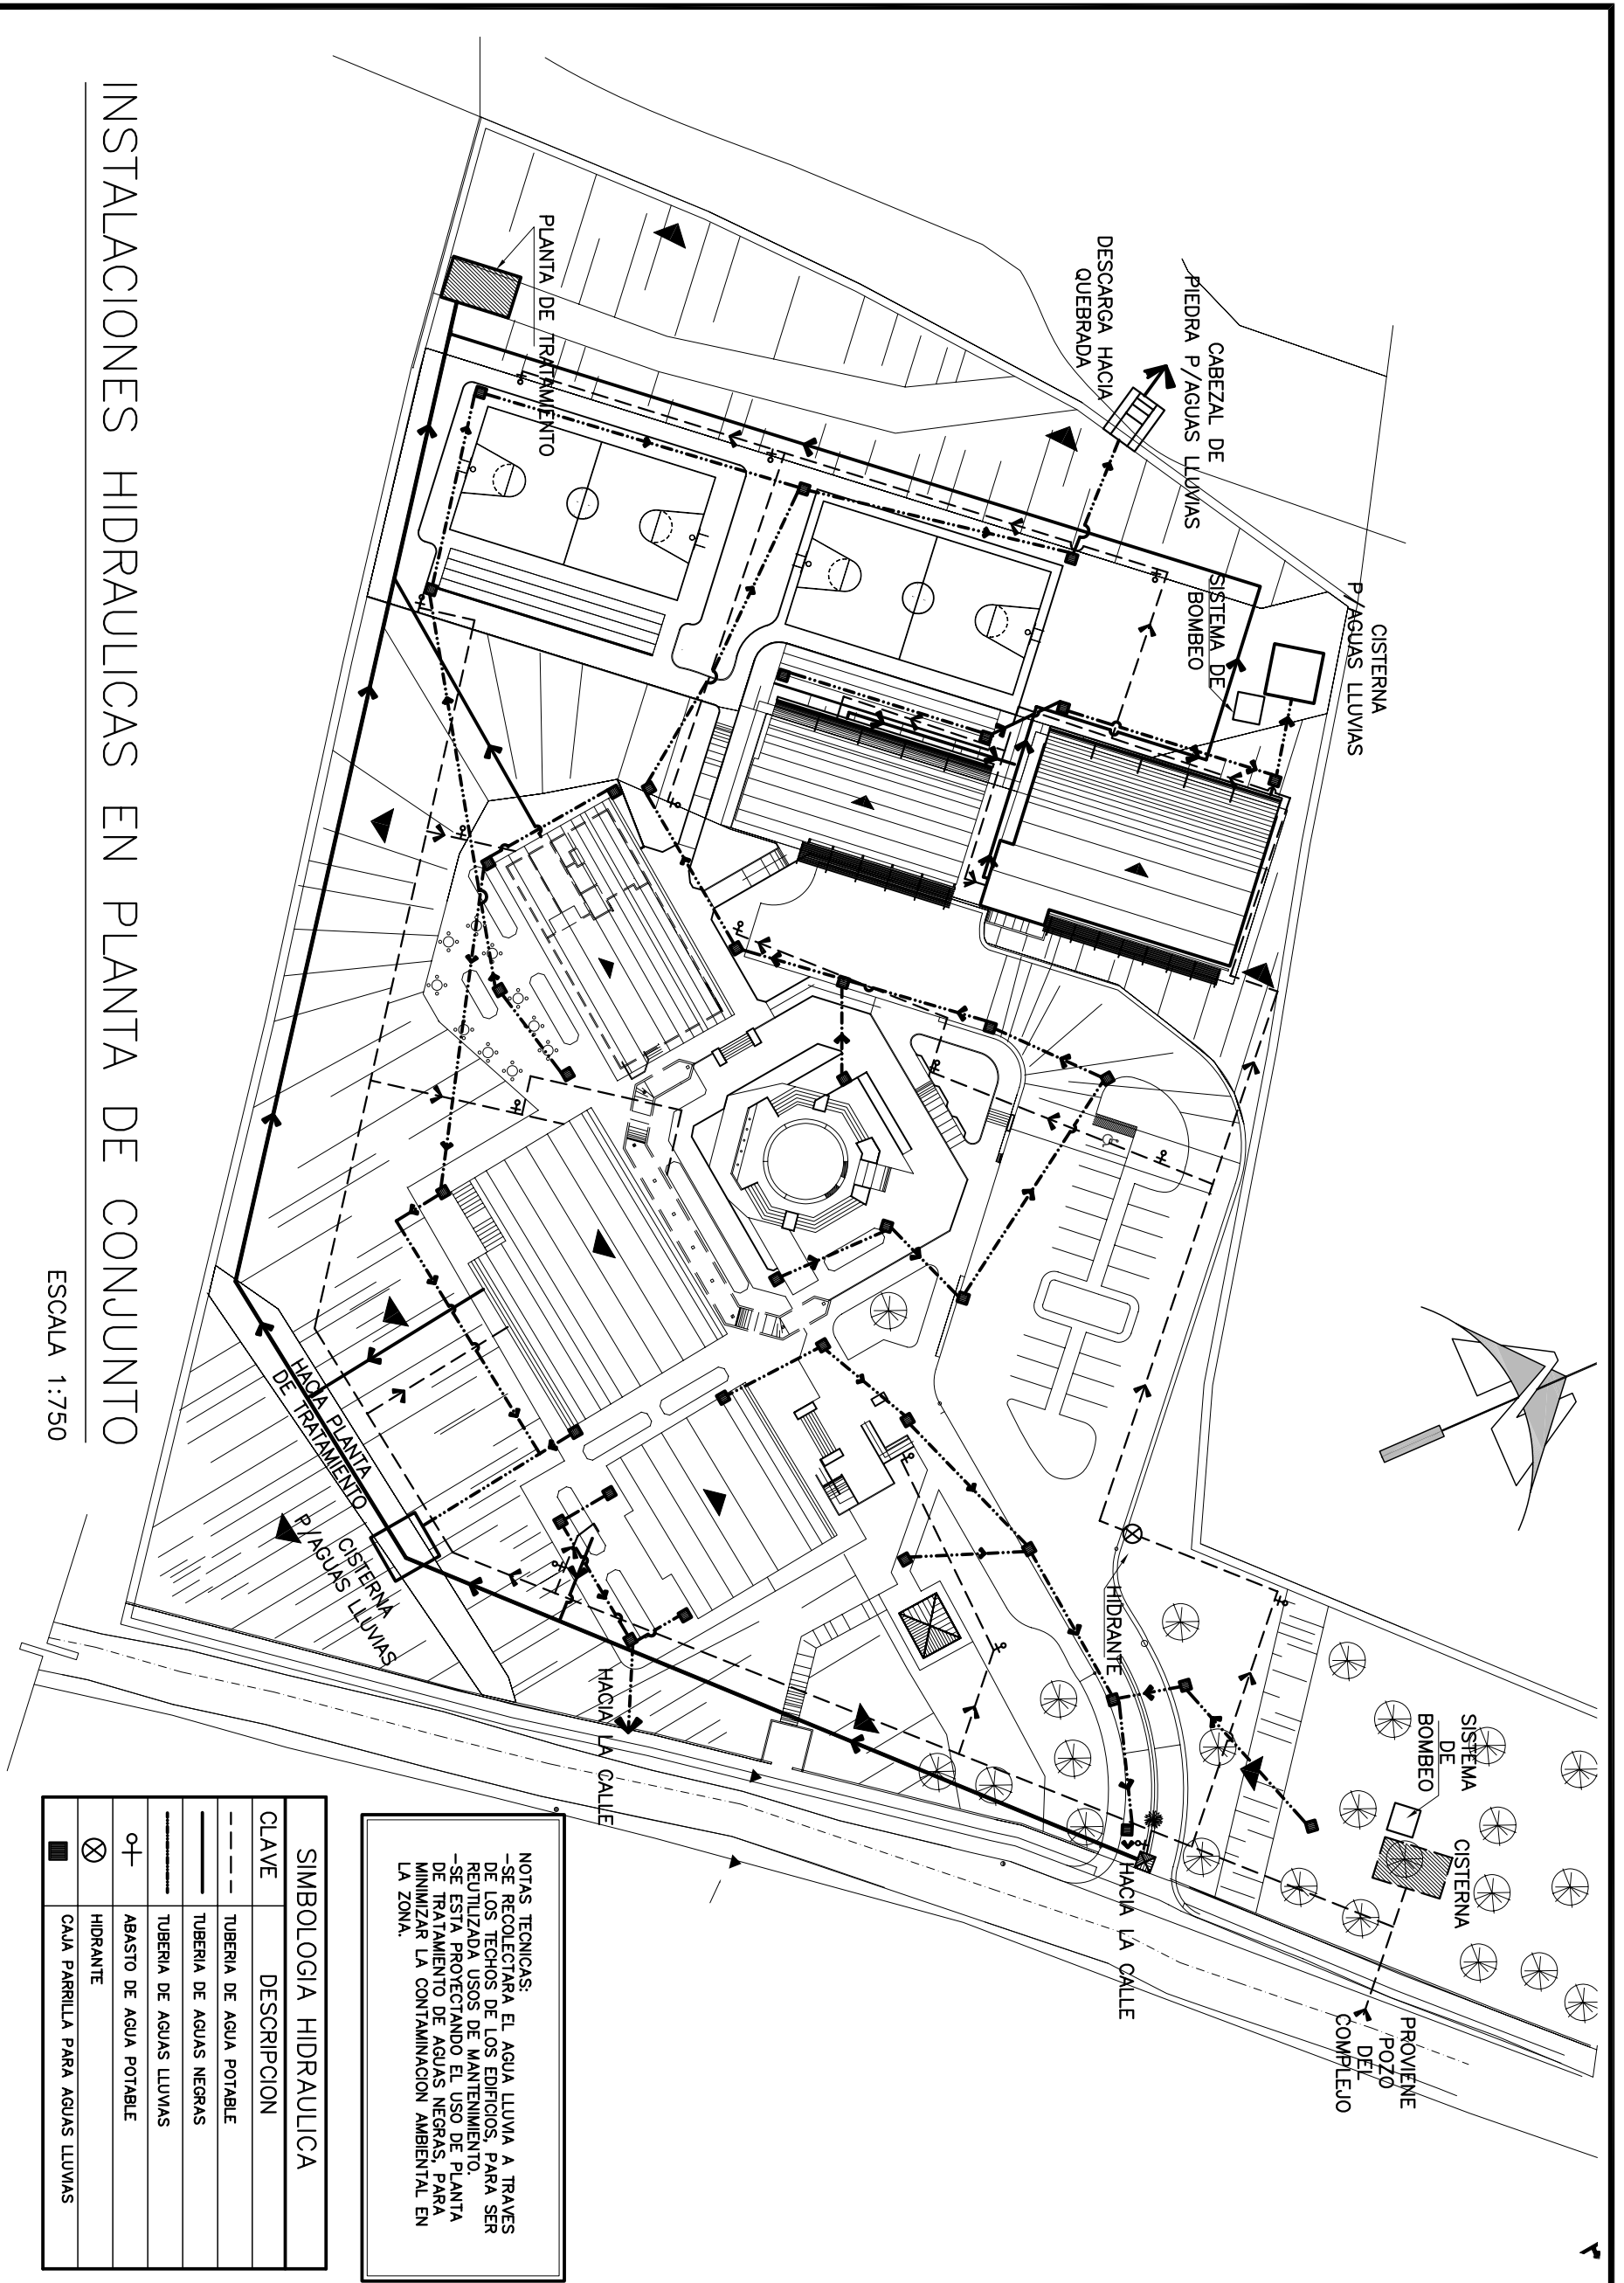 INSTALACIONES HIDRAULICAS EN PLANTA DE CONJUNTO
ESCALA 1:750
PLANTA DE TRATAMIENTO
DESCARGA HACIA
QUEBRADA
CABEZAL DE
PIEDRA P/AGUAS LLUVIAS
CISTERNA
P/AGUAS LLUVIAS
SISTEMA DE
BOMBEO
HACIA PLANTA
DE TRATAMIENTO
CISTERNA
P/AGUAS LLUVIAS
HACIA LA CALLE
HIDRANTE
HACIA LA CALLE
SISTEMA
DE
BOMBEO
CISTERNA
PROVIENE
POZO
DEL
COMPLEJO
NOTAS TECNICAS:
-SE RECOLECTARA EL AGUA LLUVIA A TRAVES
DE LOS TECHOS DE LOS EDIFICIOS, PARA SER
REUTILIZADA USOS DE MANTENIMIENTO.
-SE ESTA PROYECTANDO EL USO DE PLANTA
DE TRATAMIENTO DE AGUAS NEGRAS, PARA
MINIMIZAR LA CONTAMINACION AMBIENTAL EN
LA ZONA.
SIMBOLOGIA HIDRAULICA
CLAVE DESCRIPCION
TUBERIA DE AGUA POTABLE
TUBERIA DE AGUAS NEGRAS
TUBERIA DE AGUAS LLUVIAS
ABASTO DE AGUA POTABLE
HIDRANTE
CAJA PARRILLA PARA AGUAS LLUVIAS